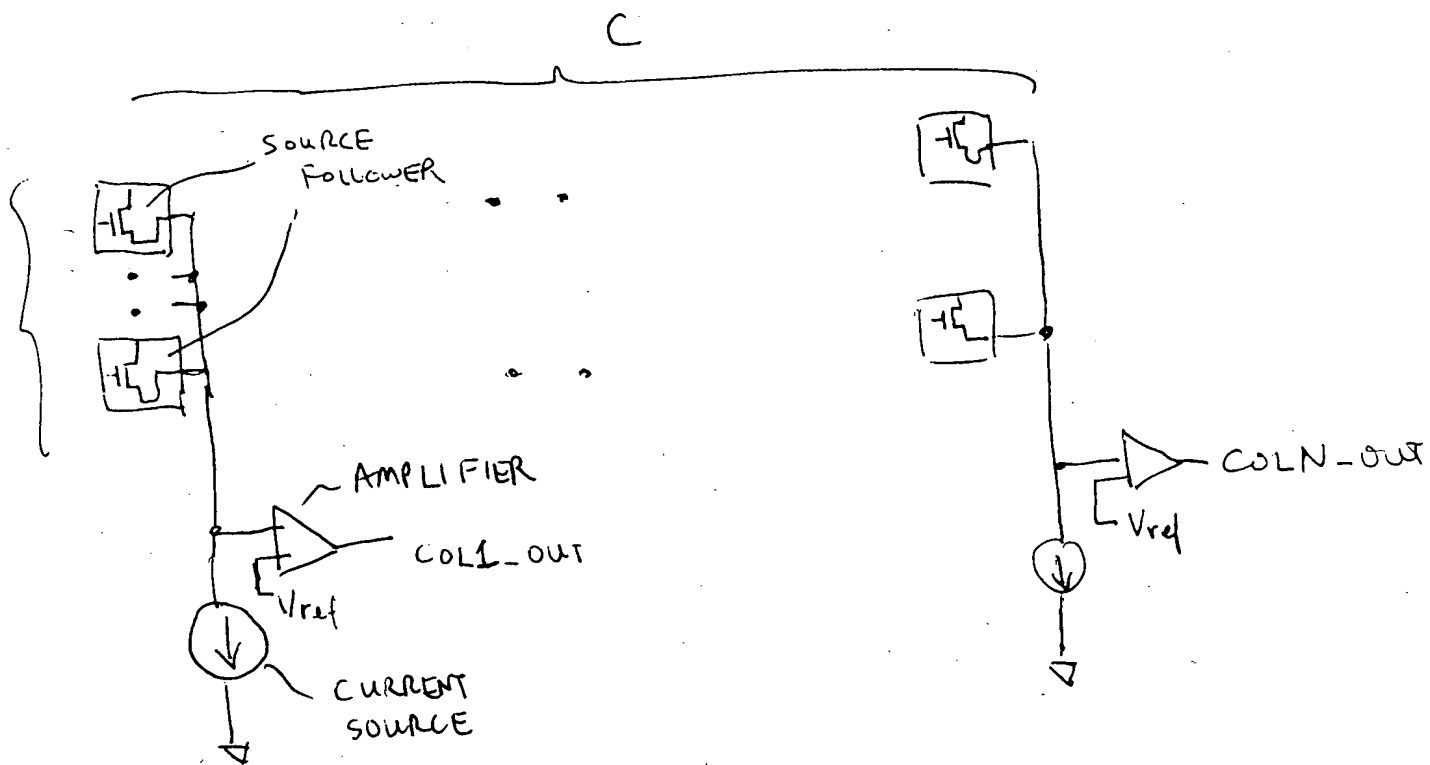 C
SOURCE
FOLLOWER
AMPLIFIER
COL1_OUT
Vref
CURRENT
SOURCE
COLN_OUT
Vref